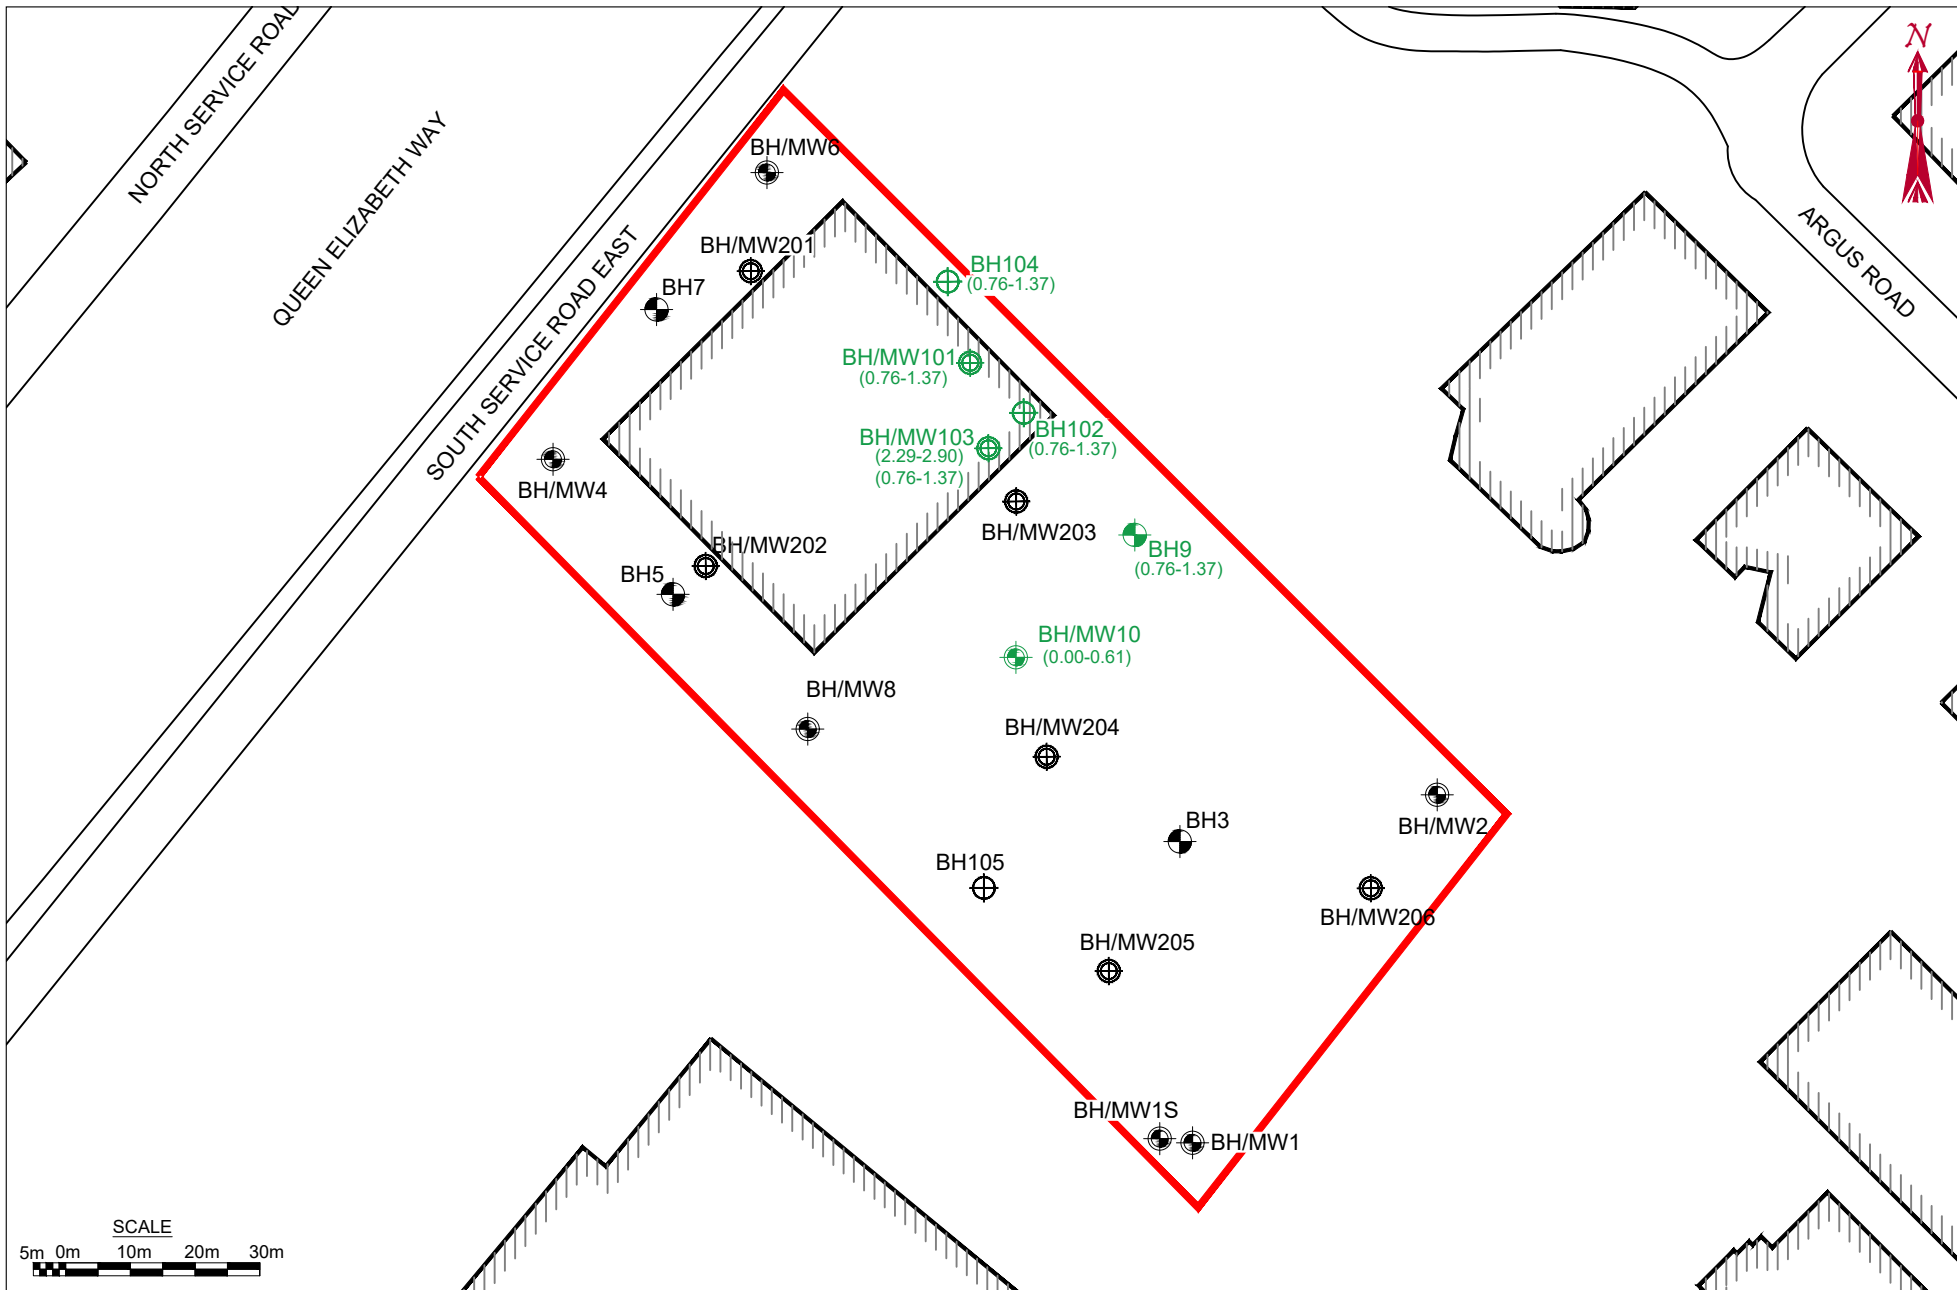 NORTH SERVICE ROAD
QUEEN ELIZABETH WAY
SOUTH SERVICE ROAD EAST
ARGUS ROAD
N
BH/MW6
BH/MW201
BH7
BH104
(0.76-1.37)
BH/MW101
(0.76-1.37)
BH102
(0.76-1.37)
BH/MW103
(2.29-2.90)
(0.76-1.37)
BH/MW4
BH/MW203
BH/MW202
BH5
BH9
(0.76-1.37)
BH/MW10
(0.00-0.61)
BH/MW8
BH/MW204
BH3
BH/MW2
BH105
BH/MW206
BH/MW205
BH/MW1S
BH/MW1
SCALE
5m 0m 10m 20m 30m